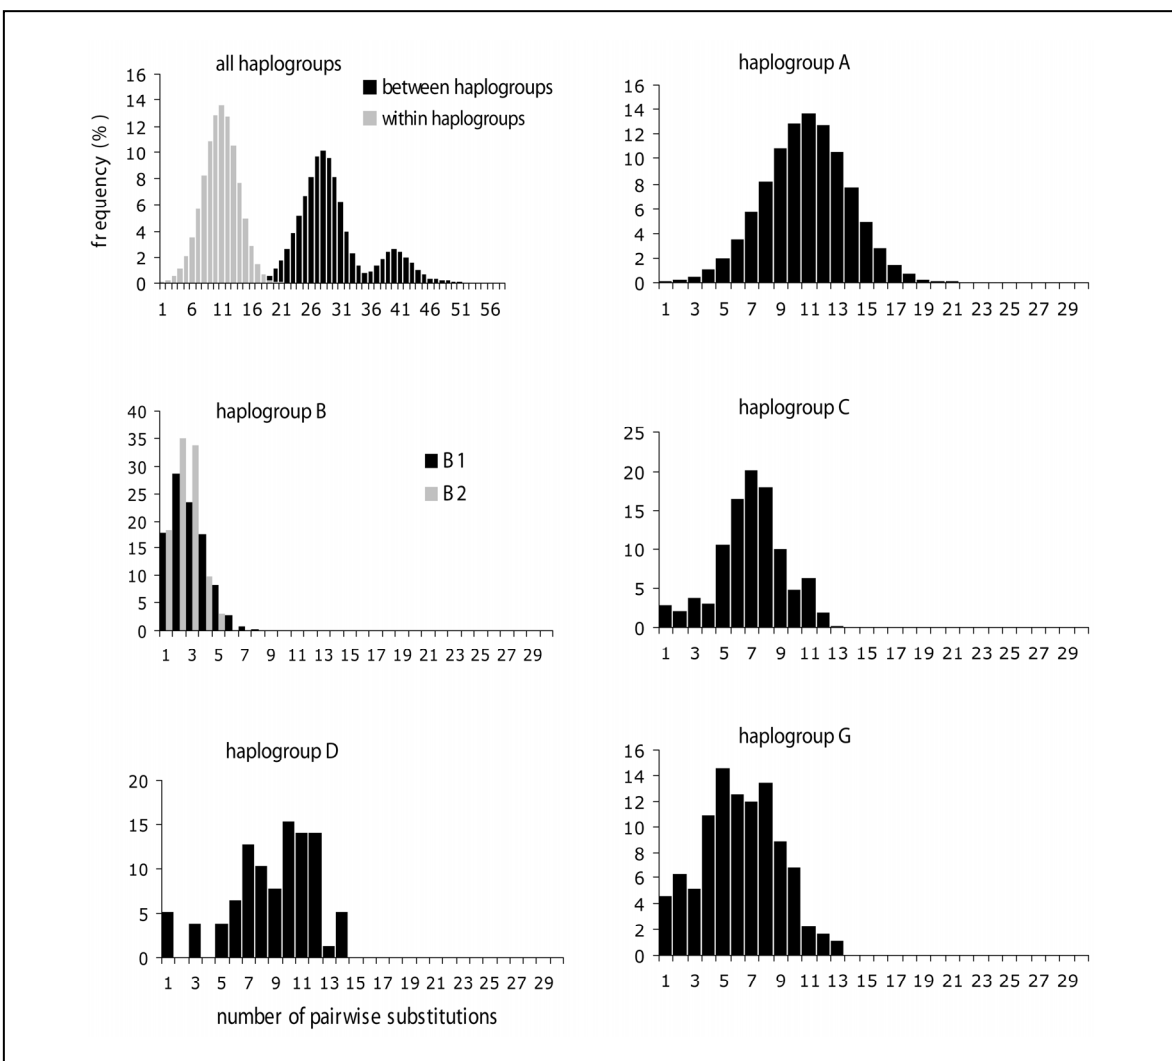 all haplogroups
between haplogroups
within haplogroups
frequency (%)
16
14
12
10
8
6
4
2
0
1 6 11 16 21 26 31 36 41 46 51 56
haplogroup A
16
14
12
10
8
6
4
2
0
1 3 5 7 9 11 13 15 17 19 21 23 25 27 29
haplogroup B
B 1
B 2
40
35
30
25
20
15
10
5
0
1 3 5 7 9 11 13 15 17 19 21 23 25 27 29
haplogroup C
25
20
15
10
5
0
1 3 5 7 9 11 13 15 17 19 21 23 25 27 29
haplogroup D
20
15
10
5
0
1 3 5 7 9 11 13 15 17 19 21 23 25 27 29
number of pairwise substitutions
haplogroup G
16
14
12
10
8
6
4
2
0
1 3 5 7 9 11 13 15 17 19 21 23 25 27 29